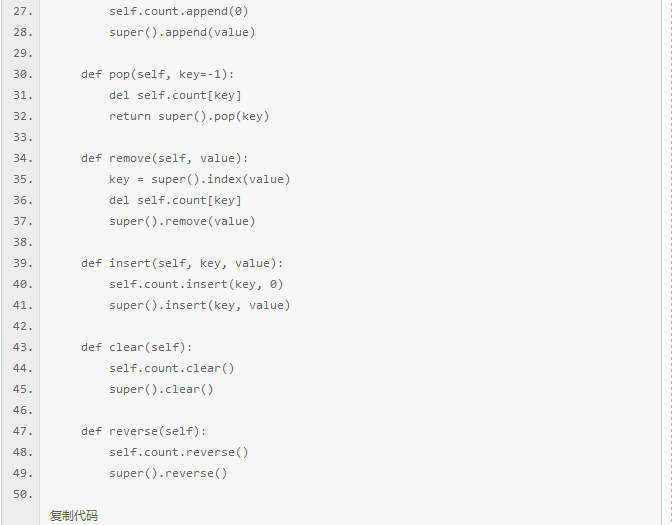 27.         self.count.append(0)
28.         super().append(value)
29.
30.     def pop(self, key=-1):
31.         del self.count[key]
32.         return super().pop(key)
33.
34.     def remove(self, value):
35.         key = super().index(value)
36.         del self.count[key]
37.         super().remove(value)
38.
39.     def insert(self, key, value):
40.         self.count.insert(key, 0)
41.         super().insert(key, value)
42.
43.     def clear(self):
44.         self.count.clear()
45.         super().clear()
46.
47.     def reverse(self):
48.         self.count.reverse()
49.         super().reverse()
50.
复制代码